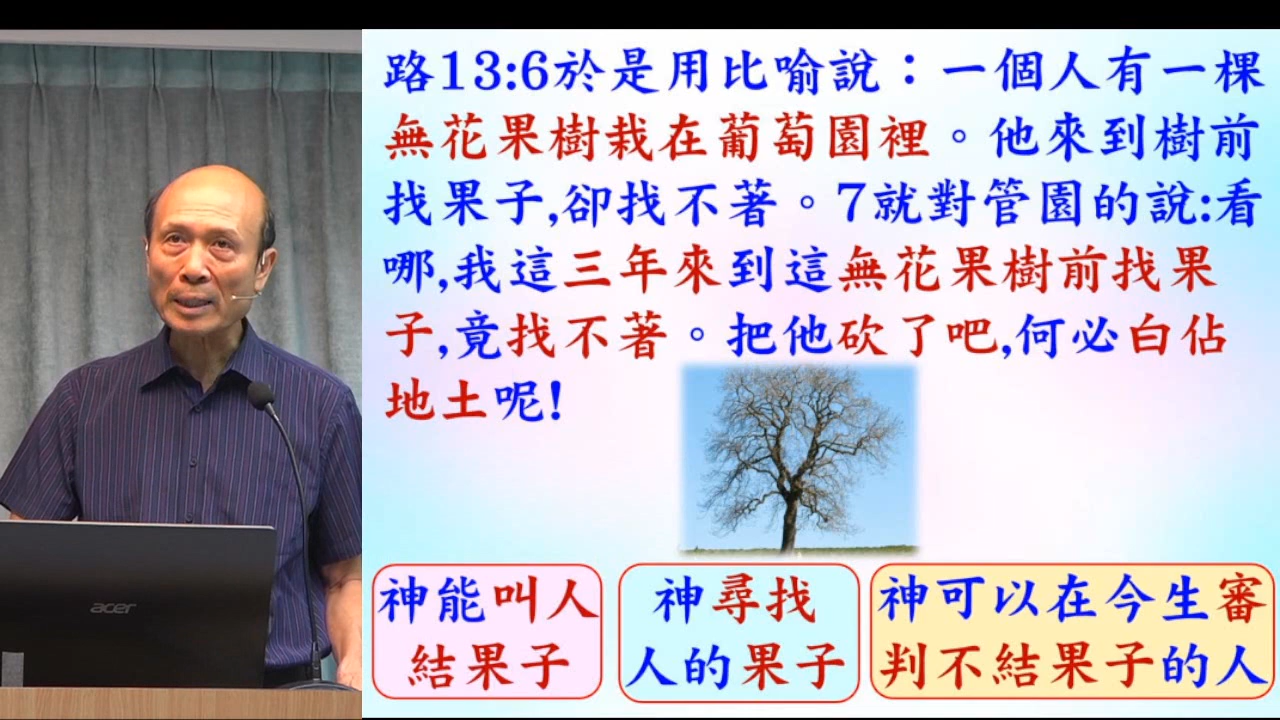 路13:6於是用比喻說：一個人有一棵
無花果樹栽在葡萄園裡。他來到樹前
找果子,卻找不著。7就對管園的說:看
哪,我這三年來到這無花果樹前找果
子,竟找不著。把他砍了吧,何必白佔
地土呢!
神能叫人
結果子
神尋找
人的果子
神可以在今生審
判不結果子的人
acer